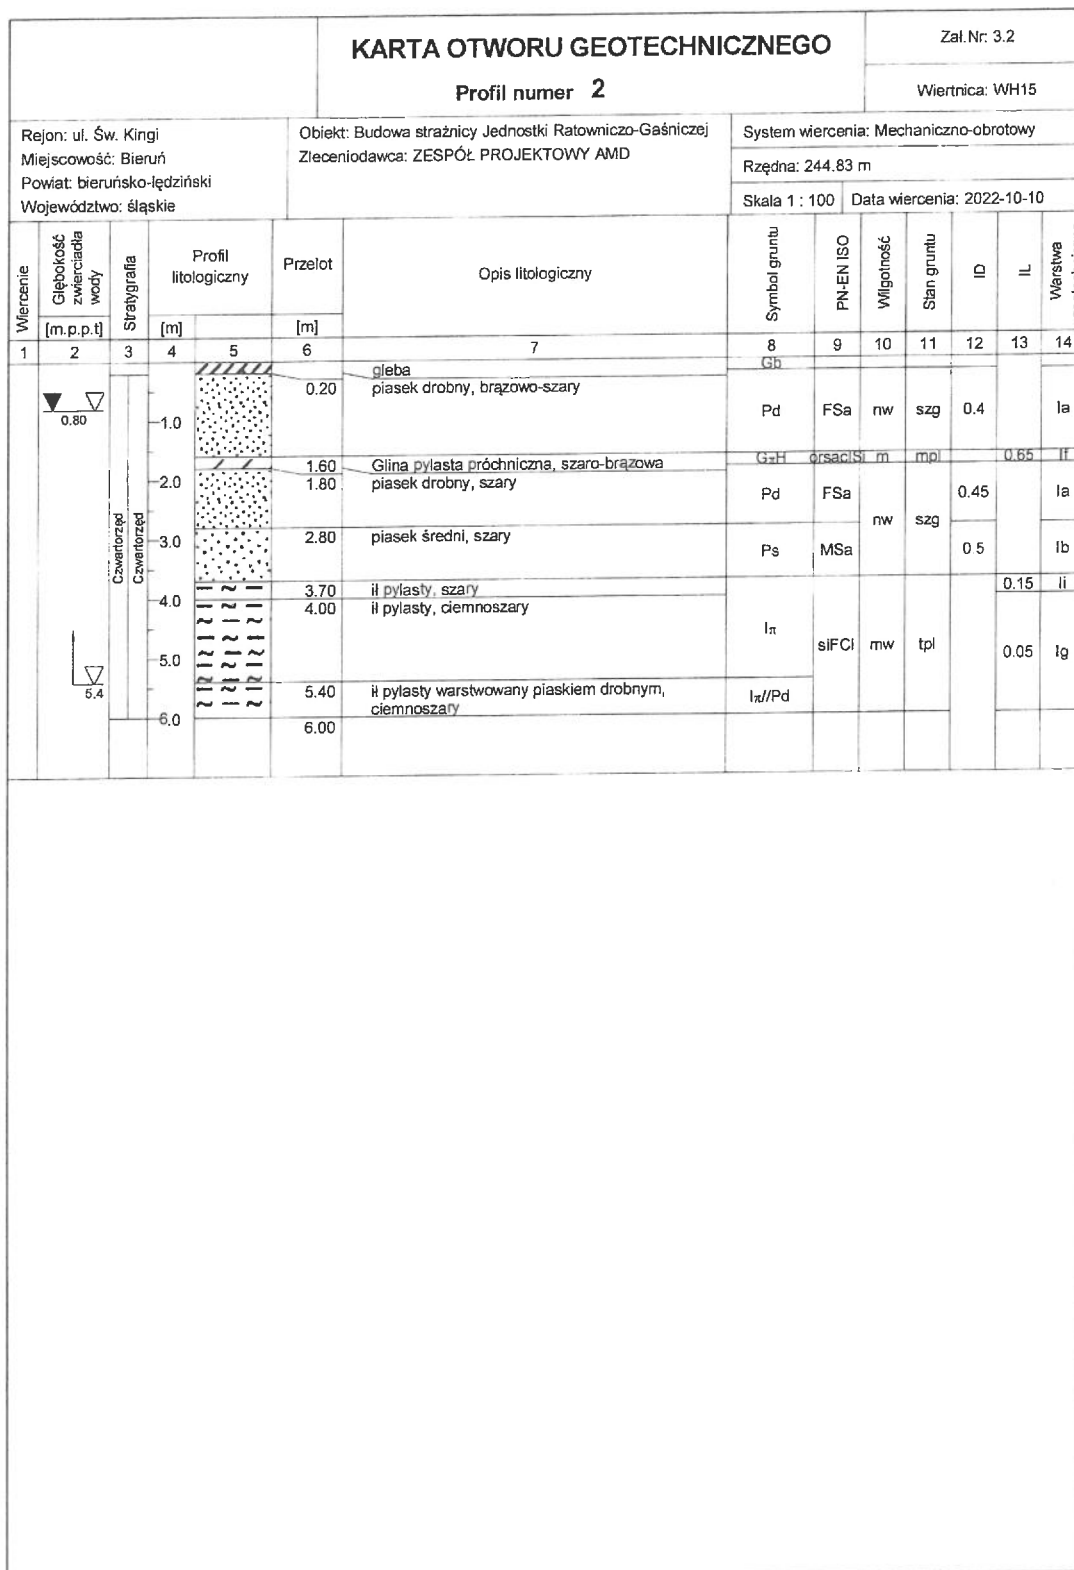 KARTA OTWORU GEOTECHNICZNEGO
Profil numer 2
Zał.Nr: 3.2
Wiertnica: WH15
Rejon: ul. Św. Kingi
Miejscowość: Bieruń
Powiat: bieruńsko-lędziński
Województwo: śląskie
Obiekt: Budowa strażnicy Jednostki Ratowniczo-Gaśniczej
Zleceniodawca: ZESPÓŁ PROJEKTOWY AMD
System wiercenia: Mechaniczno-obrotowy
Rzędna: 244.83 m
Skala 1 : 100 Data wiercenia: 2022-10-10
Wiercenie
Głębokość zwierciadła wody
[m.p.p.t]
Stratygrafia
Profil litologiczny
[m]
Przelot
[m]
Opis litologiczny
Symbol gruntu
PN-EN ISO
Wilgotność
Stan gruntu
ID
IL
Warstwa
1 2 3 4 5 6 7 8 9 10 11 12 13 14
gleba Gb
0.20 piasek drobny, brązowo-szary
0.80
1.0
Pd FSa nw szg 0.4 Ia
1.60 Glina pylasta próchniczna, szaro-brązowa GπH orsaclSi m mpl 0.65 If
2.0 1.80 piasek drobny, szary
Pd FSa 0.45 Ia
nw szg
3.0 2.80 piasek średni, szary
Ps MSa 0.5 Ib
Czwartorzęd
Czwartorzęd
3.70 ił pylasty, szary 0.15 Ii
4.0 4.00 ił pylasty, ciemnoszary
Iπ siFCl mw tpl 0.05 Ig
5.0
5.4
5.40 ił pylasty warstwowany piaskiem drobnym,
ciemnoszary
Iπ//Pd
6.0
6.00